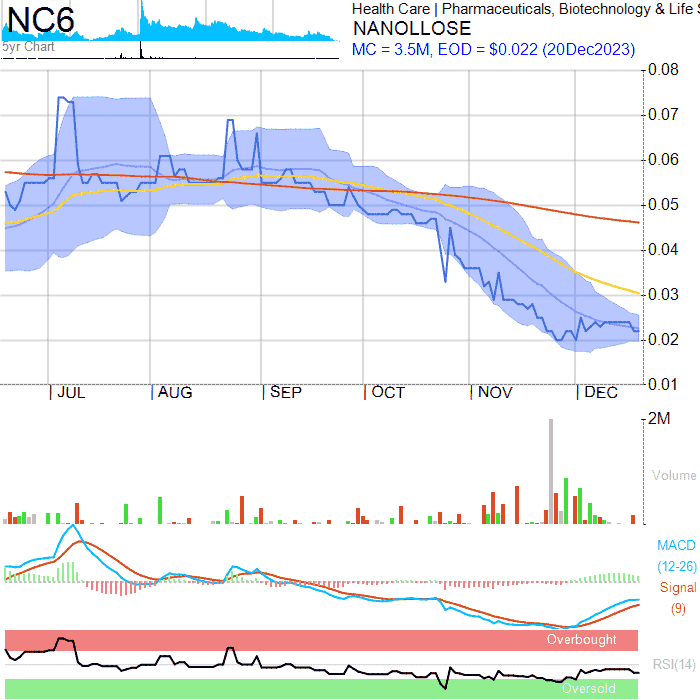 NC6
5yr Chart
Health Care | Pharmaceuticals, Biotechnology & Life S
NANOLLOSE
MC = 3.5M, EOD = $0.022 (20Dec2023)
0.08
0.07
0.06
0.05
0.04
0.03
0.02
0.01
JUL AUG SEP OCT NOV DEC
2M
Volume
MACD
(12-26)
Signal
(9)
Overbought
RSI(14)
Oversold